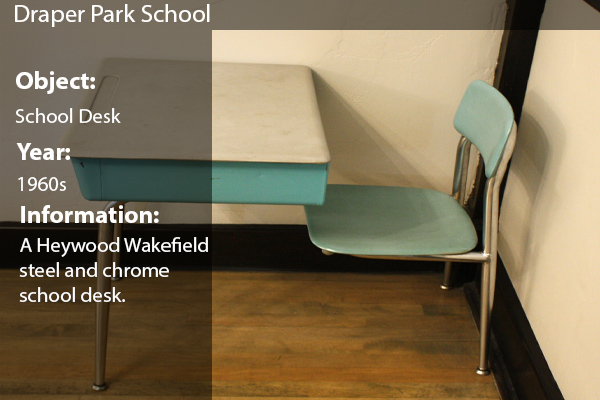 Draper Park School
Object:
School Desk
Year:
1960s
Information:
A Heywood Wakefield
steel and chrome
school desk.